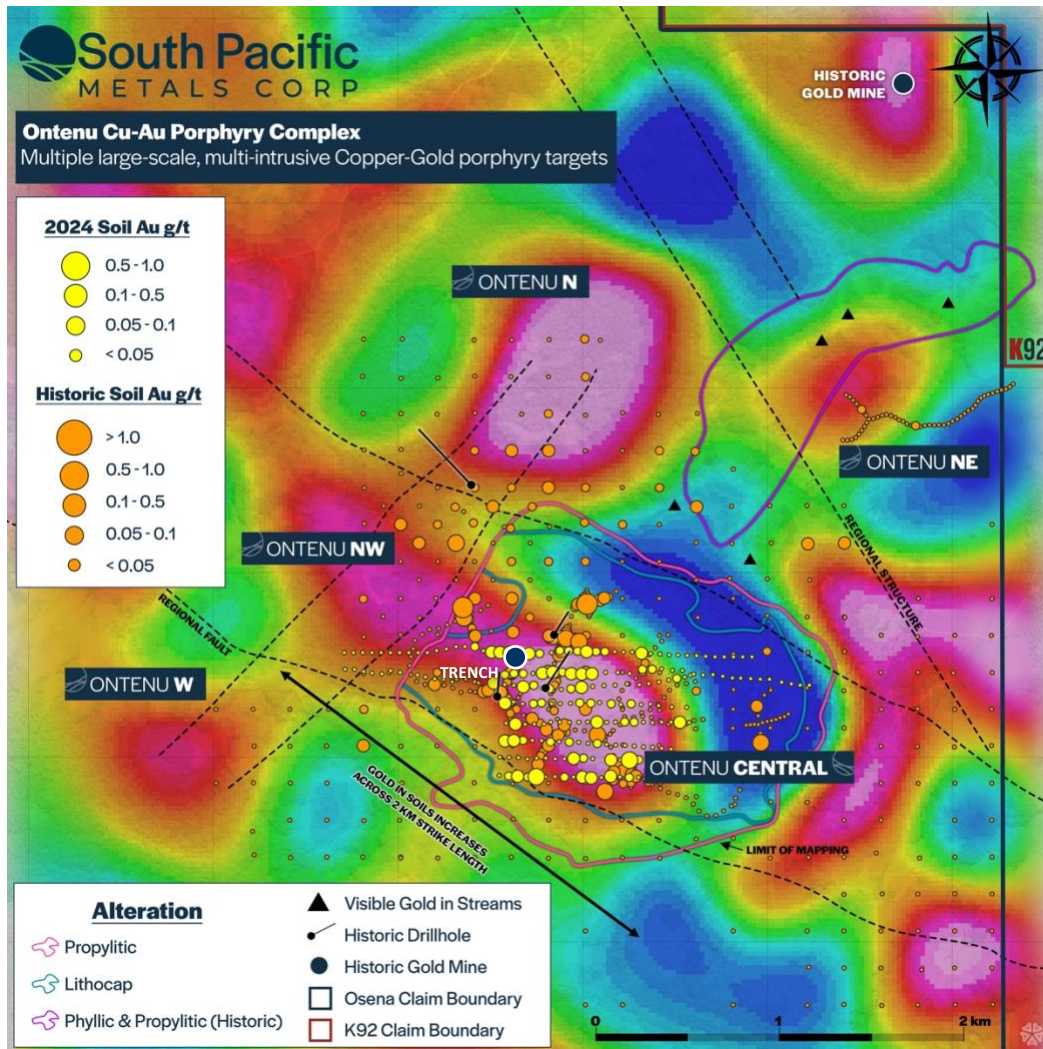 South Pacific
METALS CORP
Ontenu Cu-Au Porphyry Complex
Multiple large-scale, multi-intrusive Copper-Gold porphyry targets
HISTORIC
GOLD MINE
2024 Soil Au g/t
0.5 - 1.0
0.1 - 0.5
0.05 - 0.1
< 0.05
Historic Soil Au g/t
> 1.0
0.5 - 1.0
0.1 - 0.5
0.05 - 0.1
< 0.05
ONTENU N
K92
ONTENU NE
ONTENU NW
REGIONAL STRUCTURE
REGIONAL FAULT
TRENCH
ONTENU W
ONTENU CENTRAL
GOLD IN SOILS INCREASES
ACROSS 2 KM STRIKE LENGTH
LIMIT OF MAPPING
Alteration
Propylitic
Lithocap
Phyllic & Propylitic (Historic)
Visible Gold in Streams
Historic Drillhole
Historic Gold Mine
Osena Claim Boundary
K92 Claim Boundary
0 1 2 km